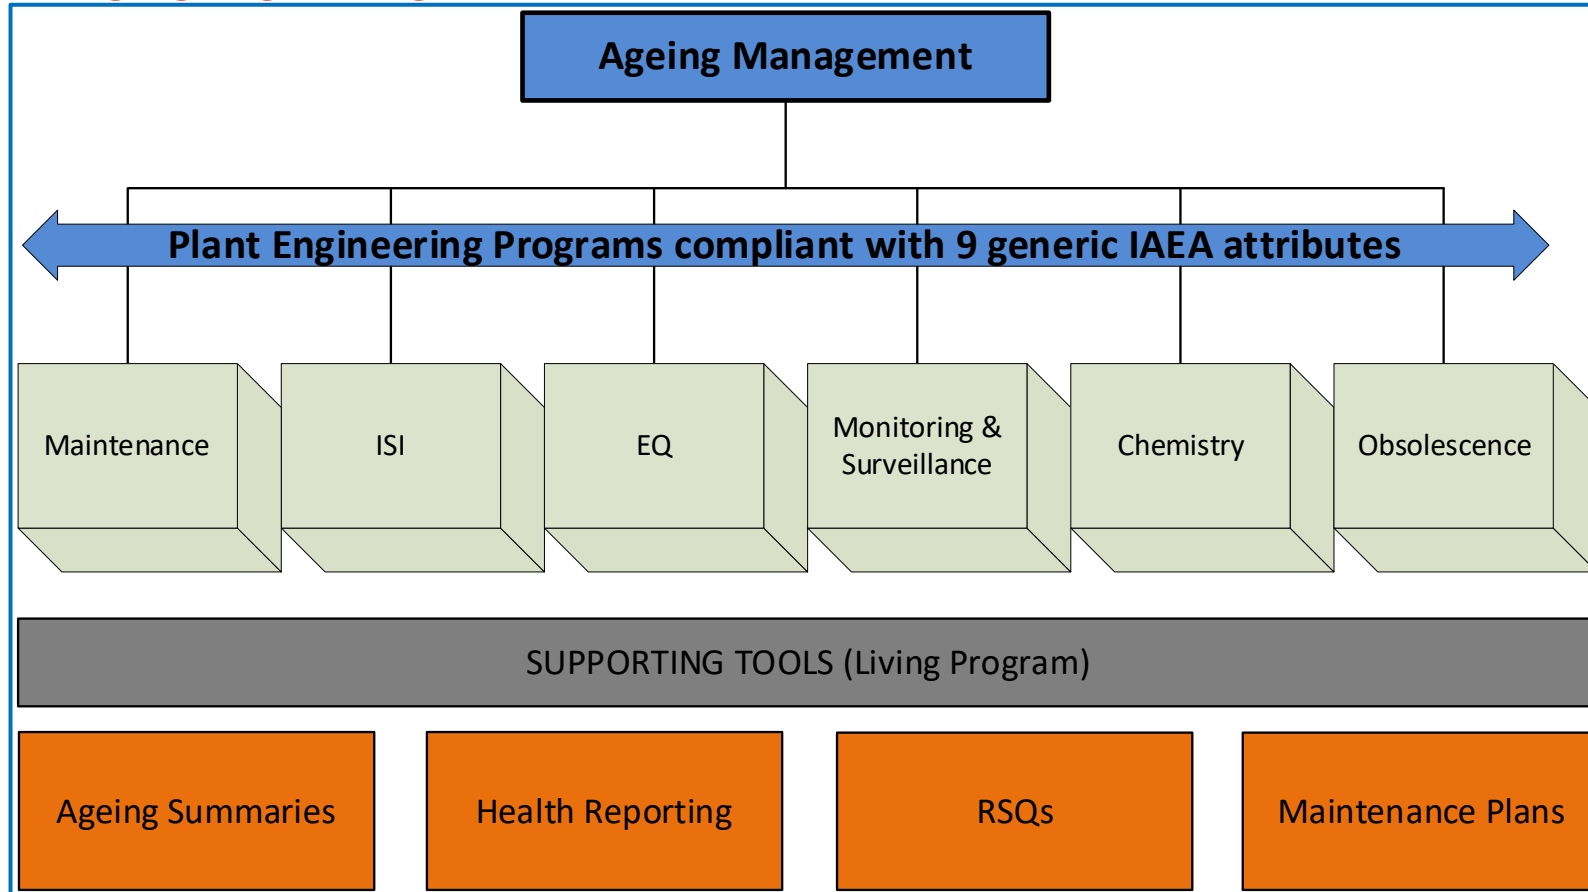 Ageing Management
Plant Engineering Programs compliant with 9 generic IAEA attributes
Maintenance
ISI
EQ
Monitoring &
Surveillance
Chemistry
Obsolescence
SUPPORTING TOOLS (Living Program)
Ageing Summaries
Health Reporting
RSQs
Maintenance Plans